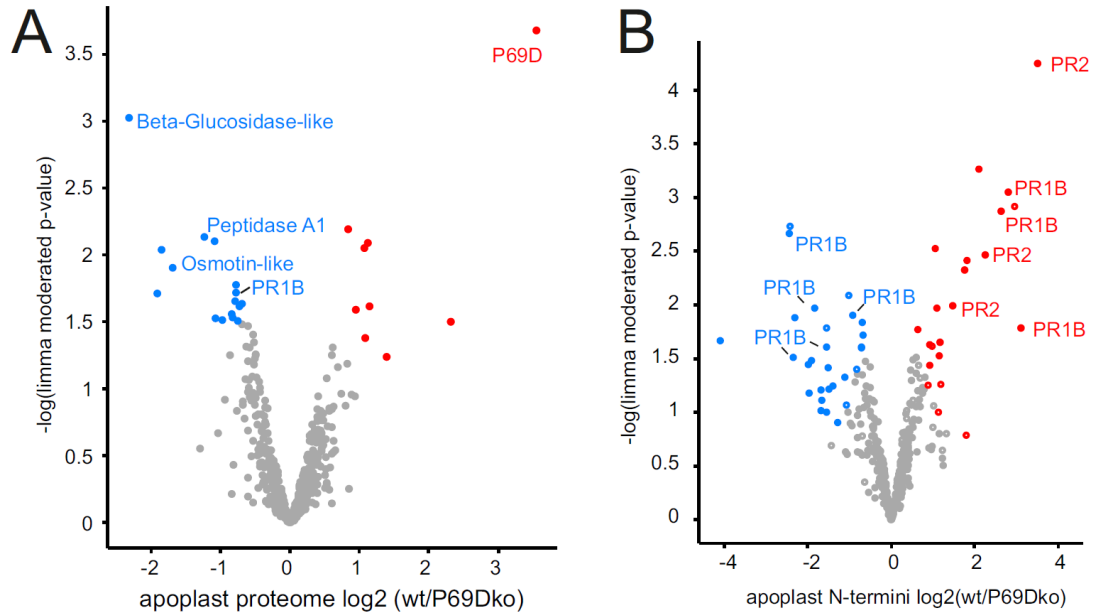 A
-log(limma moderated p-value)
3.5
3
2.5
2
1.5
1
0.5
0
P69D
Beta-Glucosidase-like
Peptidase A1
Osmotin-like
PR1B
-2
-1
0
1
2
3
apoplast proteome log2 (wt/P69Dko)
B
-log(limma moderated p-value)
4
3.5
3
2.5
2
1.5
1
0.5
0
PR2
PR1B
PR1B
PR1B
PR2
PR1B
PR1B
PR2
PR1B
PR1B
-4
-2
0
2
4
apoplast N-termini log2(wt/P69Dko)